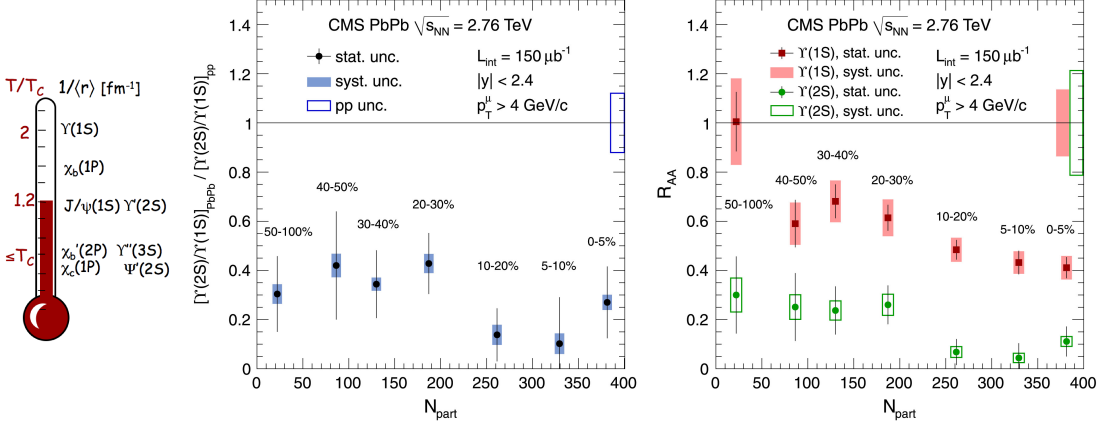 T/T_C 1/⟨r⟩ [fm⁻¹]
2
ϒ(1S)
χ_b(1P)
1.2
J/ψ(1S) ϒ'(2S)
≤T_C
χ_b'(2P) ϒ''(3S)
χ_c(1P) Ψ'(2S)
[ϒ(2S)/ϒ(1S)]_PbPb / [ϒ(2S)/ϒ(1S)]_pp
1.4
1.2
1
0.8
0.6
0.4
0.2
0
CMS PbPb √s_NN = 2.76 TeV
stat. unc.
syst. unc.
pp unc.
L_int = 150 μb⁻¹
|y| < 2.4
p_T^μ > 4 GeV/c
50-100%
40-50%
30-40%
20-30%
10-20%
5-10%
0-5%
0 50 100 150 200 250 300 350 400
N_part
R_AA
1.4
1.2
1
0.8
0.6
0.4
0.2
0
CMS PbPb √s_NN = 2.76 TeV
ϒ(1S), stat. unc.
ϒ(1S), syst. unc.
ϒ(2S), stat. unc.
ϒ(2S), syst. unc.
L_int = 150 μb⁻¹
|y| < 2.4
p_T^μ > 4 GeV/c
50-100%
40-50%
30-40%
20-30%
10-20%
5-10%
0-5%
0 50 100 150 200 250 300 350 400
N_part